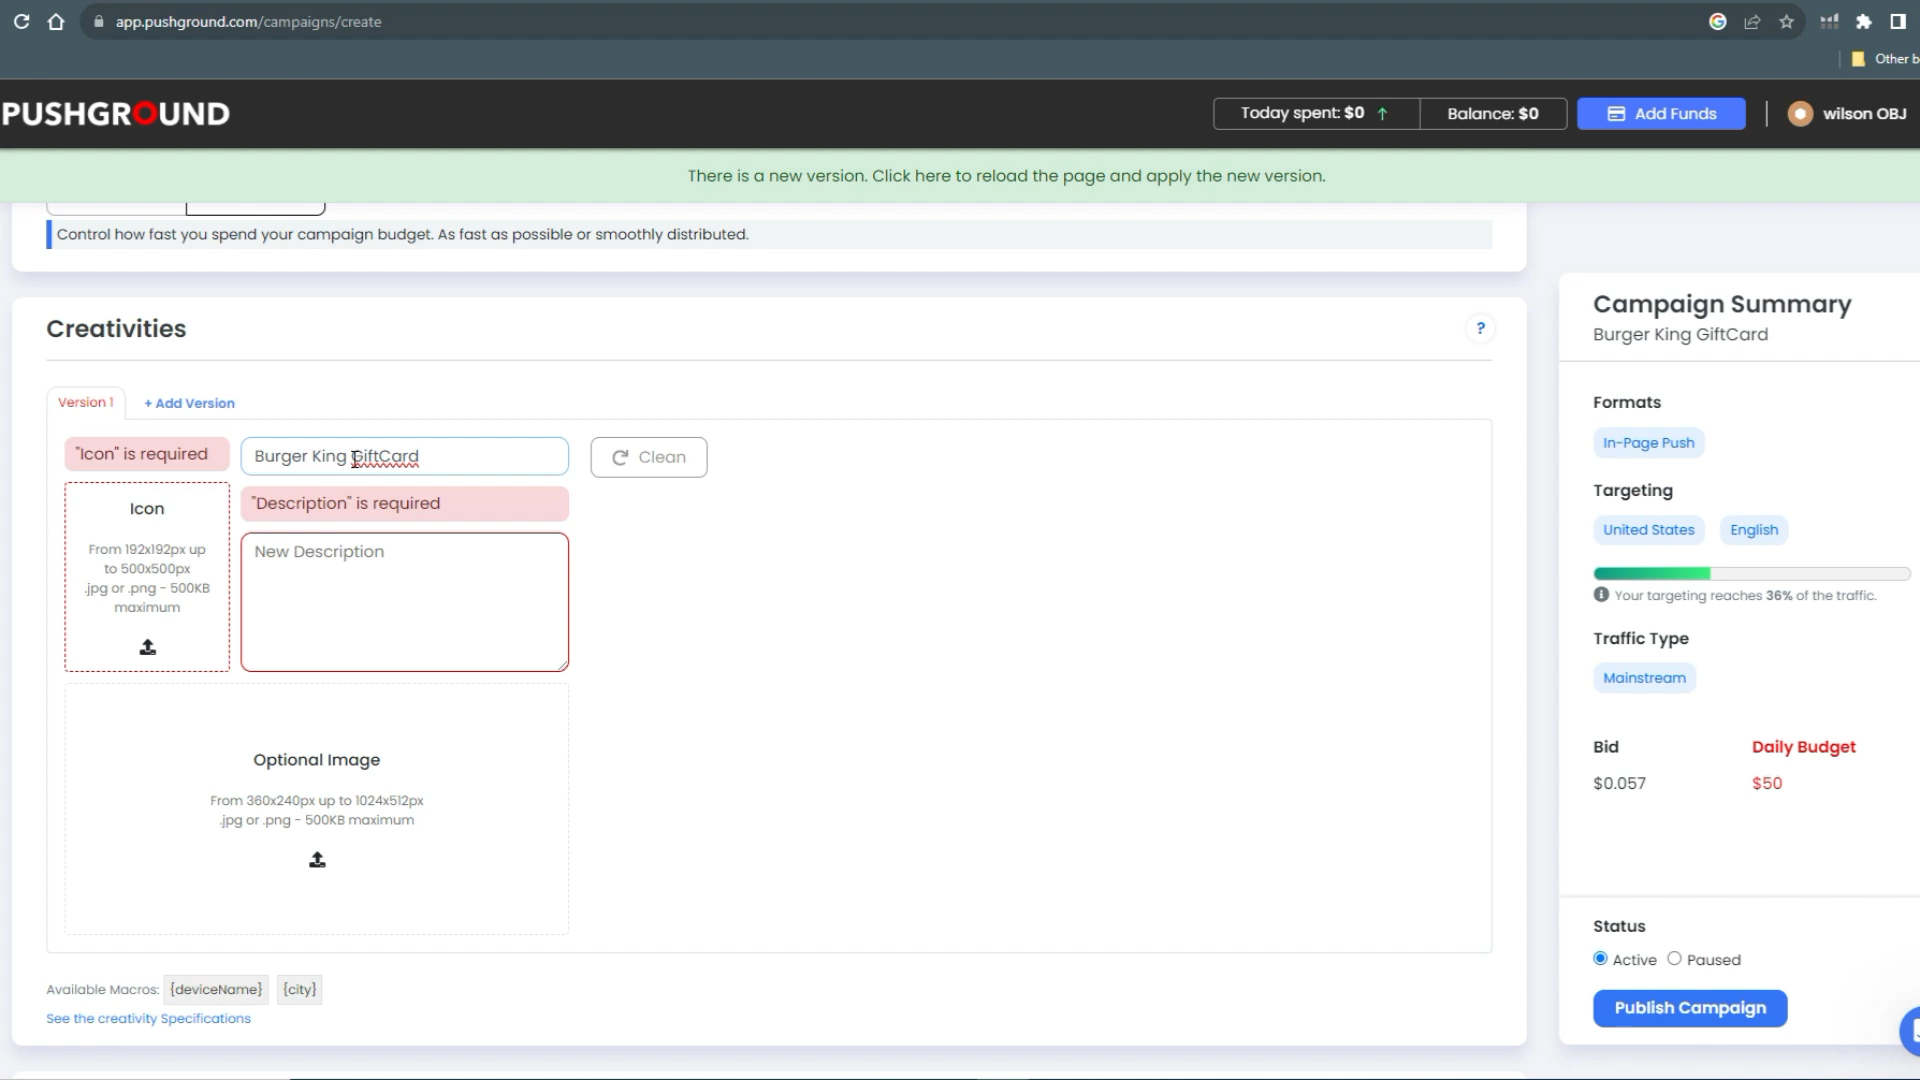 app.pushground.com/campaigns/create
Other b
PUSHGROUND
Today spent: $0
Balance: $0
Add Funds
wilson OBJ
There is a new version. Click here to reload the page and apply the new version.
Control how fast you spend your campaign budget. As fast as possible or smoothly distributed.
Creativities
?
Version 1
+ Add Version
"Icon" is required
Burger King GiftCard
Clean
"Description" is required
Icon
From 192x192px up
to 500x500px
.jpg or .png - 500KB
maximum
New Description
Optional Image
From 360x240px up to 1024x512px
.jpg or .png - 500KB maximum
Available Macros: {deviceName} {city}
See the creativity Specifications
Campaign Summary
Burger King GiftCard
Formats
In-Page Push
Targeting
United States
English
Your targeting reaches 36% of the traffic.
Traffic Type
Mainstream
Bid
Daily Budget
$0.057
$50
Status
Active
Paused
Publish Campaign